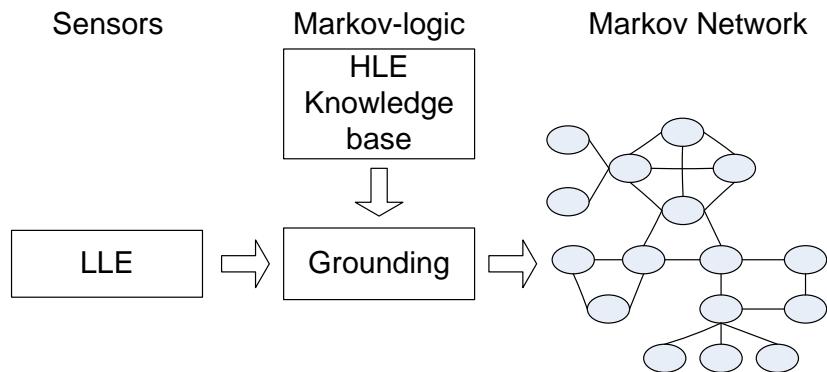 Sensors
Markov-logic
Markov Network
HLE
Knowledge
base
LLE
Grounding